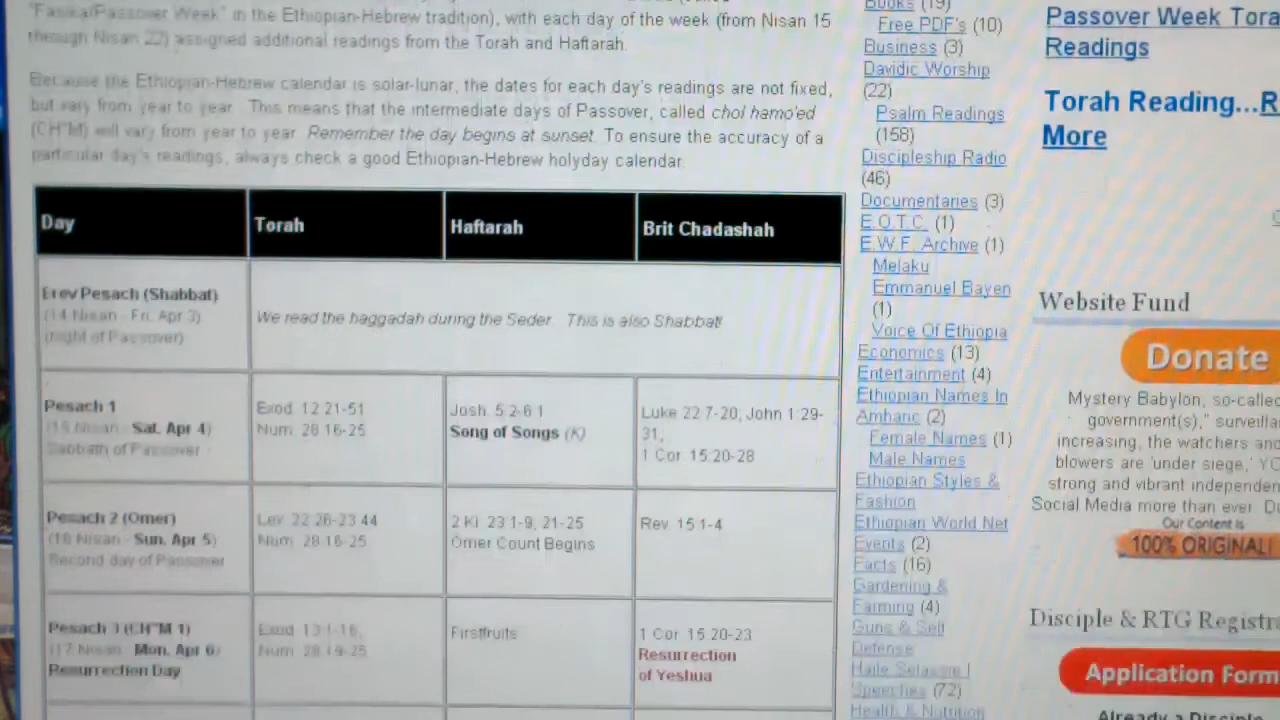 "Fasika/Passover Week" in the Ethiopian-Hebrew tradition), with each day of the week (from Nisan 15
through Nisan 22) assigned additional readings from the Torah and Haftarah.
Because the Ethiopian-Hebrew calendar is solar-lunar, the dates for each day's readings are not fixed,
but vary from year to year. This means that the intermediate days of Passover, called chol hamo'ed
(CH"M) will vary from year to year. Remember the day begins at sunset. To ensure the accuracy of a
particular day's readings, always check a good Ethiopian-Hebrew holyday calendar.
Day Torah Haftarah Brit Chadashah
Erev Pesach (Shabbat)
(14 Nisan - Fri. Apr 3)
(night of Passover)
We read the haggadah during the Seder. This is also Shabbat!
Pesach 1
(15 Nisan - Sat. Apr 4)
Sabbath of Passover
Exod. 12:21-51
Num. 28:16-25
Josh. 5:2-6:1
Song of Songs (K)
Luke 22:7-20; John 1:29-
31;
1 Cor. 15:20-28
Pesach 2 (Omer)
(16 Nisan - Sun. Apr 5)
Second day of Passover
Lev. 22:26-23:44
Num. 28:16-25
2 Ki. 23:1-9, 21-25
Omer Count Begins
Rev. 15:1-4
Pesach 3 (CH"M 1)
(17 Nisan - Mon. Apr 6)
Resurrection Day
Exod. 13:1-16;
Num. 28:19-25
Firstfruits
1 Cor. 15:20-23
Resurrection
of Yeshua
Books (19)
Free PDF's (10)
Business (3)
Davidic Worship
(22)
Psalm Readings
(158)
Discipleship Radio
(46)
Documentaries (3)
E.O.T.C. (1)
E.W.F. Archive (1)
Melaku
Emmanuel Bayen
(1)
Voice Of Ethiopia
Economics (13)
Entertainment (4)
Ethiopian Names In
Amharic (2)
Female Names (1)
Male Names
Ethiopian Styles &
Fashion
Ethiopian World Net
Events (2)
Facts (16)
Gardening &
Farming (4)
Guns & Self
Defense
Haile Selassie I
Speeches (72)
Health & Nutrition
Passover Week Tora
Readings
Torah Reading...R
More
Website Fund
Donate
Mystery Babylon, so-calle
government(s)," surveilla
increasing, the watchers and
blowers are 'under siege,' YO
strong and vibrant independen
Social Media more than ever. D
Our Content Is
100% ORIGINAL!
Disciple & RTG Registr
Application Form
Already a Disciple